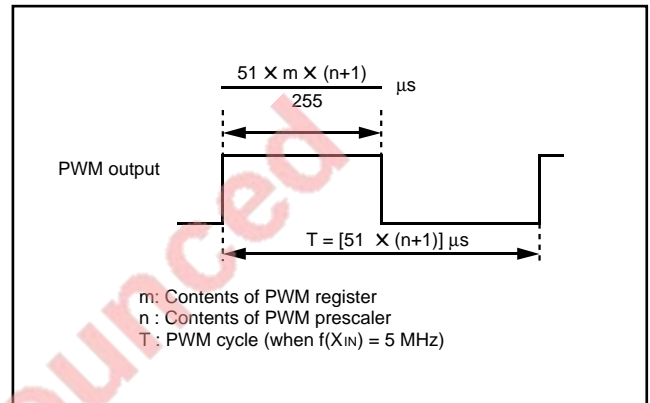 51 × m × (n+1)
255
μs
PWM output
T = [51 × (n+1)] μs
m: Contents of PWM register
n : Contents of PWM prescaler
T : PWM cycle (when f(XIN) = 5 MHz)
ounced